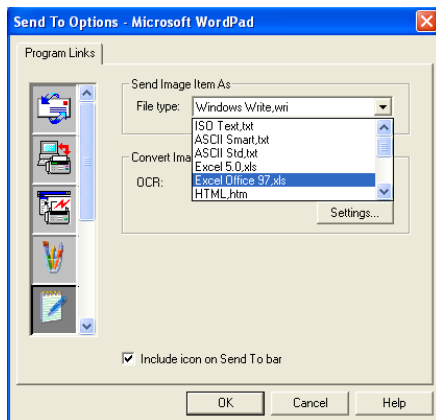 Send To Options - Microsoft WordPad
Program Links
Send Image Item As
File type: Windows Write,wri
ISO Text,txt
ASCII Smart,txt
ASCII Std,txt
Excel 5.0,xls
Excel Office 97,xls
HTML,htm
Convert Ima
OCR:
Settings...
Include icon on Send To bar
OK Cancel Help